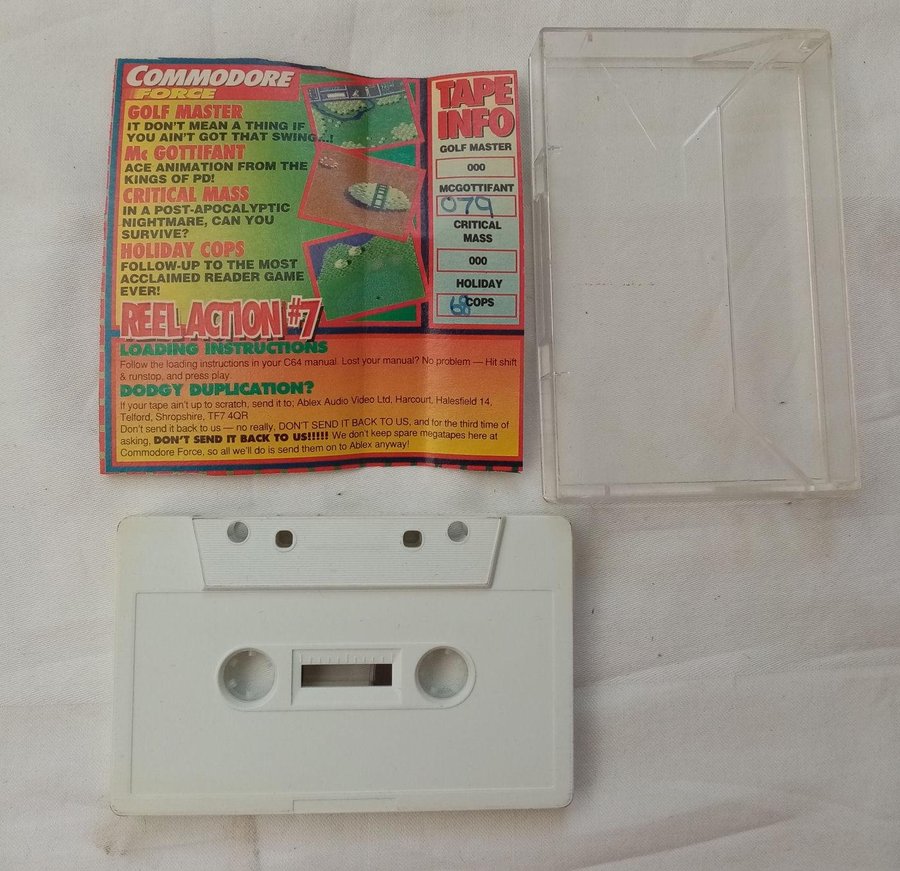 COMMODORE
FORCE
GOLF MASTER
IT DON'T MEAN A THING IF
YOU AIN'T GOT THAT SWING...!
Mc GOTTIFANT
ACE ANIMATION FROM THE
KINGS OF PD!
CRITICAL MASS
IN A POST-APOCALYPTIC
NIGHTMARE, CAN YOU
SURVIVE?
HOLIDAY COPS
FOLLOW-UP TO THE MOST
ACCLAIMED READER GAME
EVER!
REEL ACTION #7
TAPE
INFO
GOLF MASTER
000
MCGOTTIFANT
079
CRITICAL
MASS
000
HOLIDAY
COPS
68
LOADING INSTRUCTIONS
Follow the loading instructions in your C64 manual. Lost your manual? No problem — Hit shift
& runstop, and press play
DODGY DUPLICATION?
If your tape ain't up to scratch, send it to; Ablex Audio Video Ltd, Harcourt, Halesfield 14,
Telford, Shropshire, TF7 4QR
Don't send it back to us — no really, DON'T SEND IT BACK TO US, and for the third time of
asking, DON'T SEND IT BACK TO US!!!!! We don't keep spare megatapes here at
Commodore Force, so all we'll do is send them on to Ablex anyway!